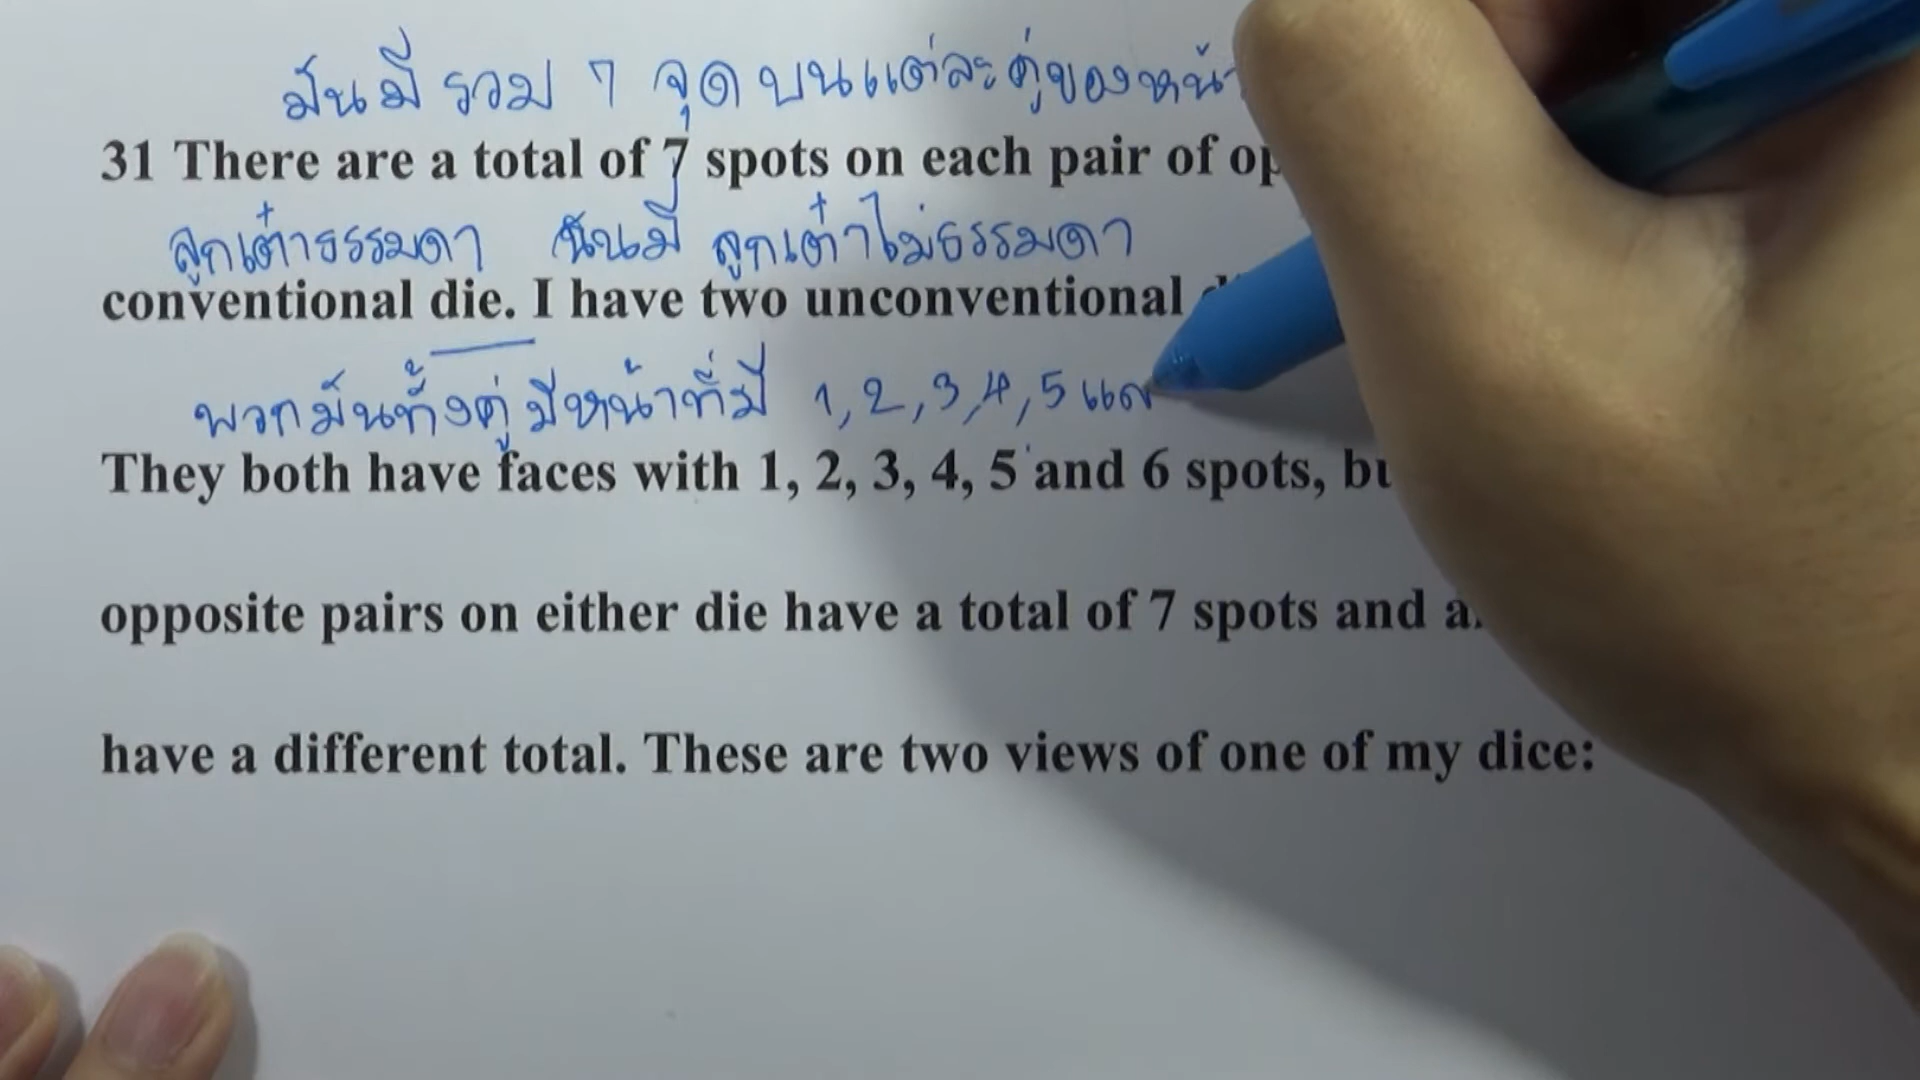 มันมี รวม 7 จุด บนแต่ละคู่ของหน้า
31 There are a total of 7 spots on each pair of op
ลูกเต๋าธรรมดา ฉันมี ลูกเต๋าไม่ธรรมดา
conventional die. I have two unconventional
พวกมันทั้งคู่ มีหน้าที่มี 1, 2, 3, 4, 5 แล
They both have faces with 1, 2, 3, 4, 5 and 6 spots, bu
opposite pairs on either die have a total of 7 spots and a
have a different total. These are two views of one of my dice: